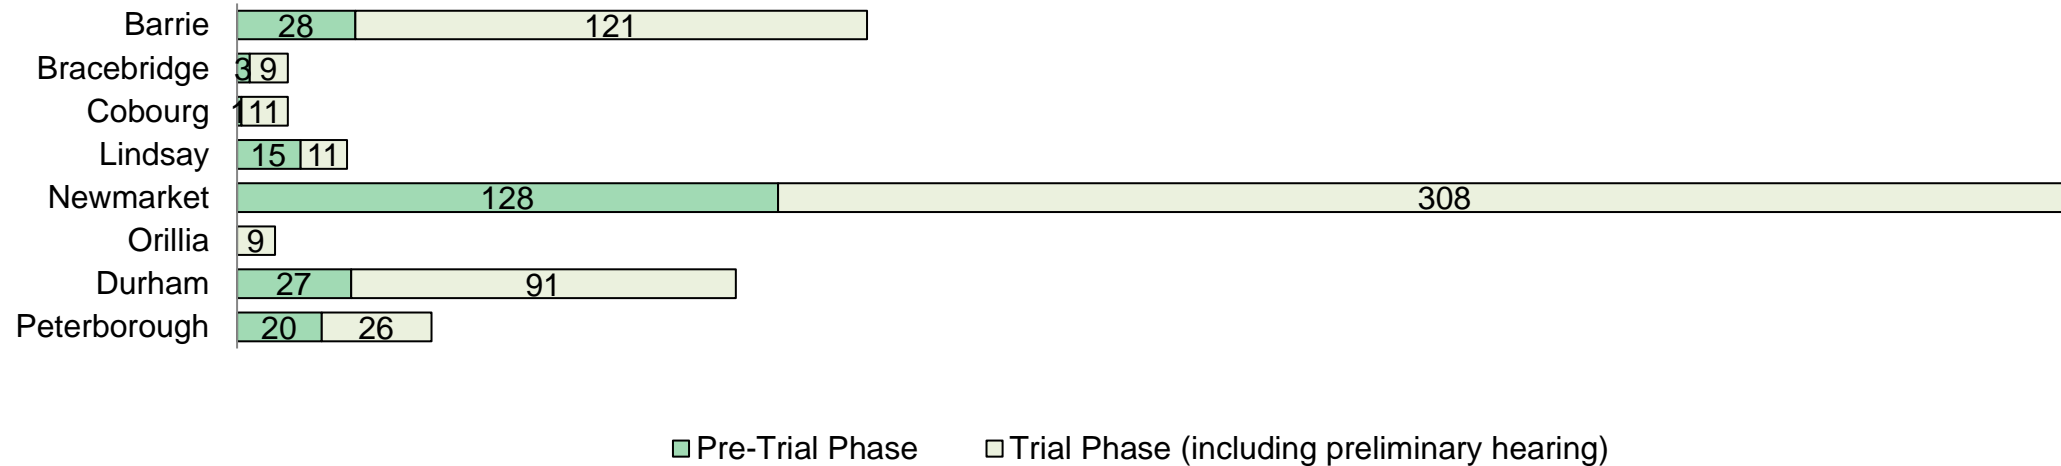 Barrie 28 121
Bracebridge 3 9
Cobourg 1 11
Lindsay 15 11
Newmarket 128 308
Orillia 9
Durham 27 91
Peterborough 20 26
Pre-Trial Phase Trial Phase (including preliminary hearing)